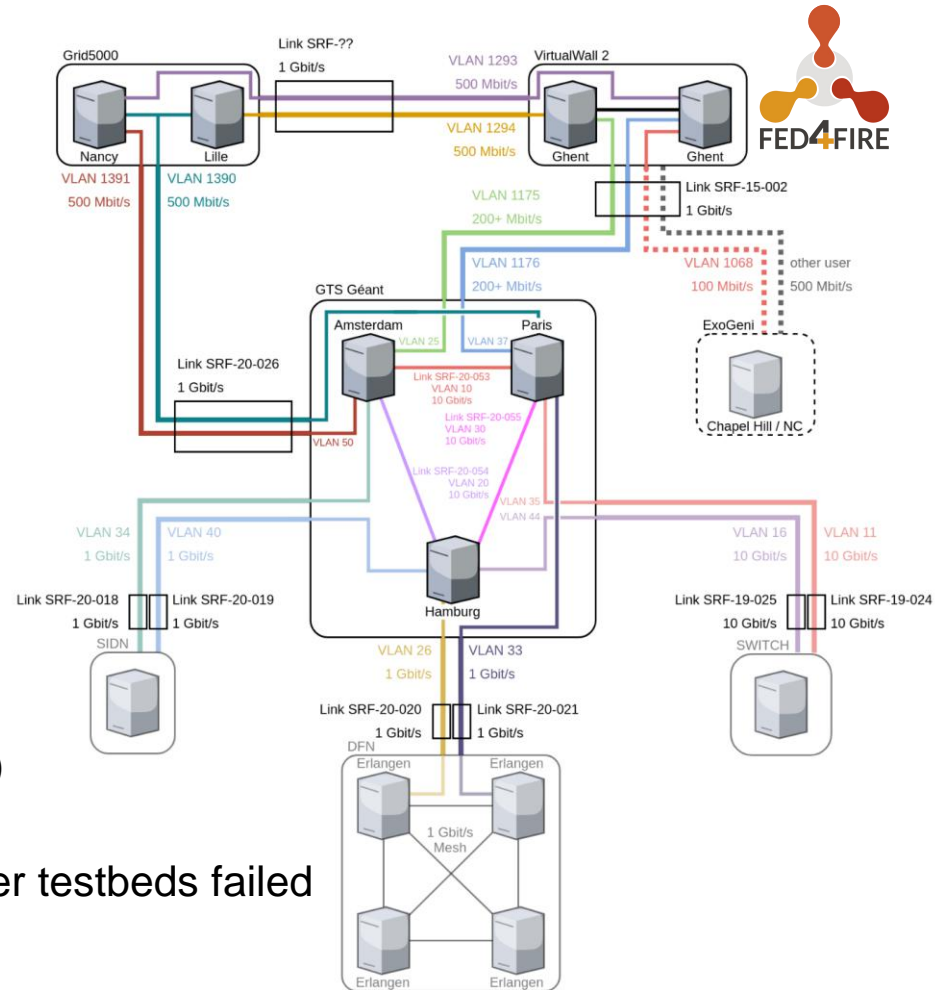 Link SRF-??
1 Gbit/s
Grid5000
VLAN 1293
500 Mbit/s
VirtualWall 2
FED4FIRE
Nancy
Lille
VLAN 1294
500 Mbit/s
Ghent
Ghent
VLAN 1391
500 Mbit/s
VLAN 1390
500 Mbit/s
VLAN 1175
200+ Mbit/s
Link SRF-15-002
1 Gbit/s
VLAN 1176
200+ Mbit/s
VLAN 1068
100 Mbit/s
other user
500 Mbit/s
GTS Géant
Amsterdam
Paris
VLAN 25
VLAN 37
ExoGeni
Chapel Hill / NC
Link SRF-20-026
1 Gbit/s
Link SRF-20-053
VLAN 10
10 Gbit/s
Link SRF-20-055
VLAN 30
10 Gbit/s
VLAN 50
Link SRF-20-054
VLAN 20
10 Gbit/s
VLAN 35
VLAN 44
VLAN 34
1 Gbit/s
VLAN 40
1 Gbit/s
VLAN 16
10 Gbit/s
VLAN 11
10 Gbit/s
Hamburg
Link SRF-20-018
1 Gbit/s
Link SRF-20-019
1 Gbit/s
Link SRF-19-025
10 Gbit/s
Link SRF-19-024
10 Gbit/s
SIDN
SWITCH
VLAN 26
1 Gbit/s
VLAN 33
1 Gbit/s
Link SRF-20-020
1 Gbit/s
Link SRF-20-021
1 Gbit/s
DFN
Erlangen
Erlangen
1 Gbit/s
Mesh
Erlangen
Erlangen
)
er testbeds failed